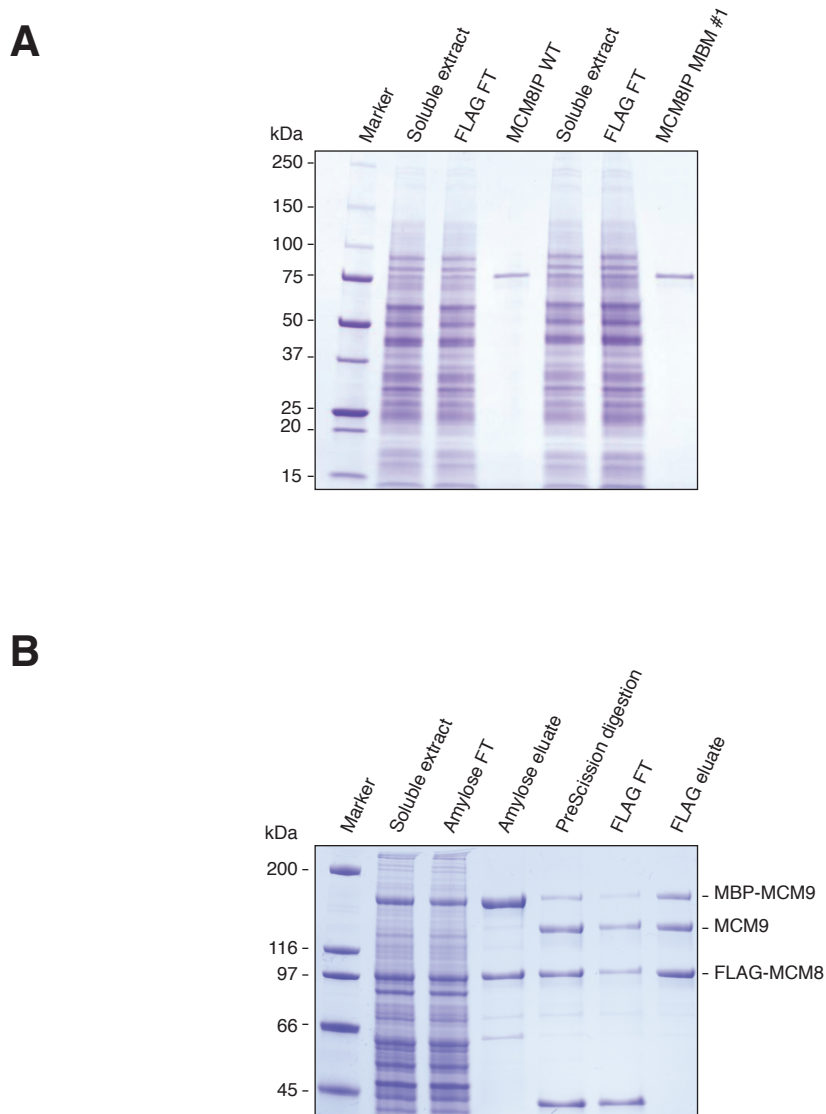 A
kDa
Marker
Soluble extract
FLAG FT
MCM8IP WT
Soluble extract
FLAG FT
MCM8IP MBM #1
250
150
100
75
50
37
25
20
15
B
kDa
Marker
Soluble extract
Amylose FT
Amylose eluate
PreScission digestion
FLAG FT
FLAG eluate
200
116
97
66
45
- MBP-MCM9
- MCM9
- FLAG-MCM8